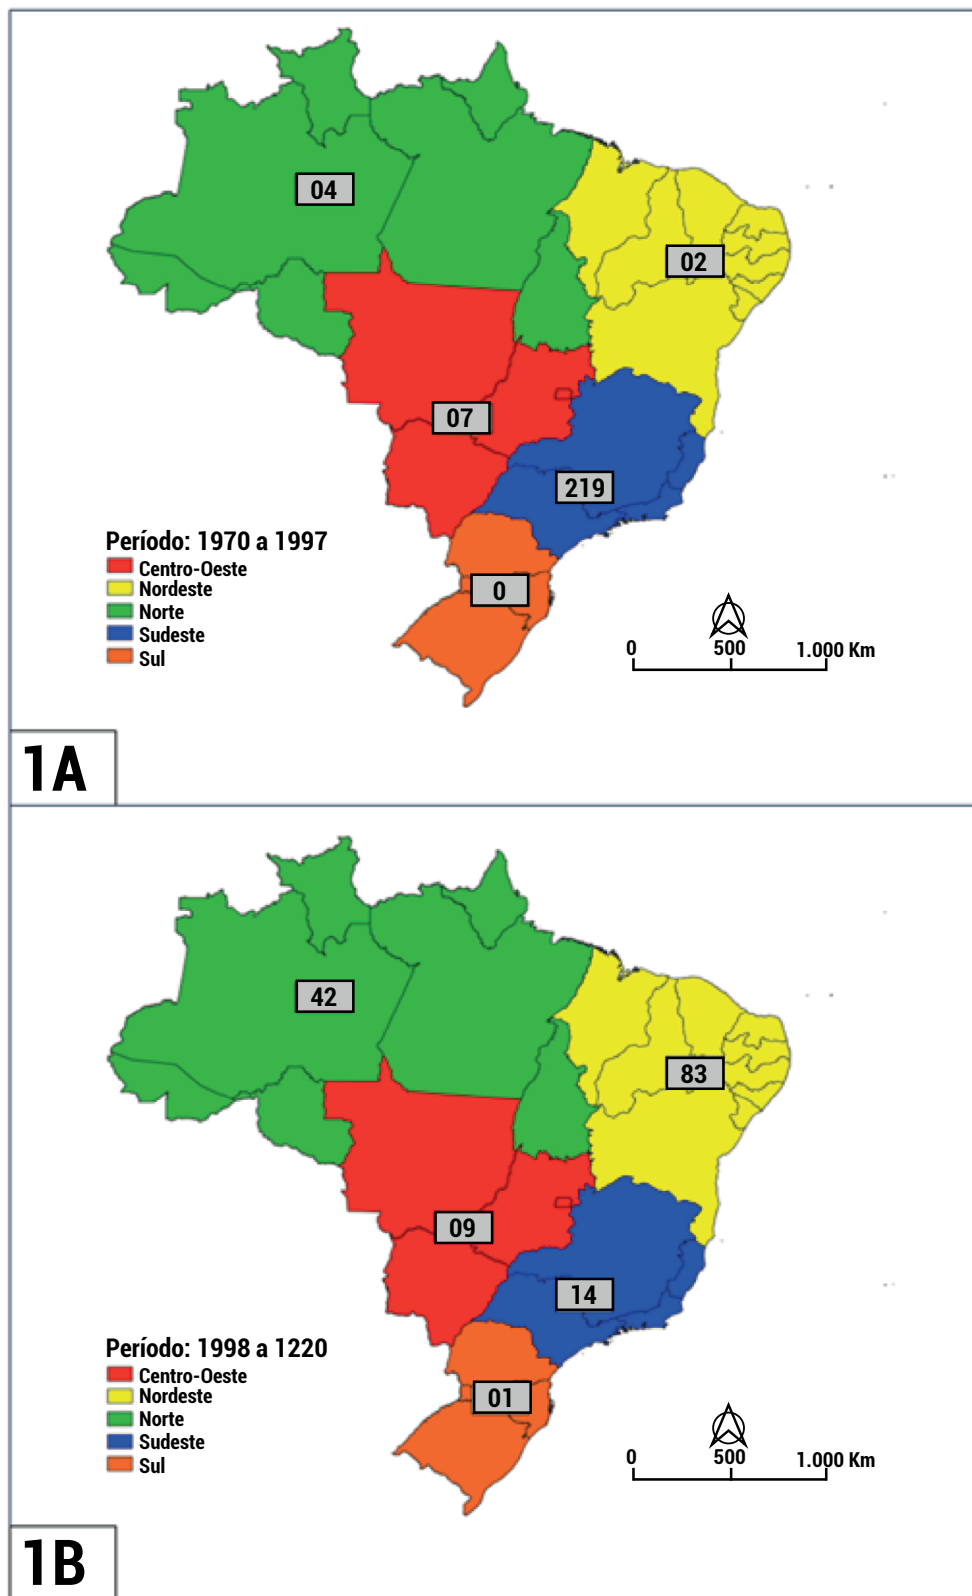 04
02
07
219
0
Período: 1970 a 1997
Centro-Oeste
Nordeste
Norte
Sudeste
Sul
0 500 1.000 Km
1A
42
83
09
14
01
Período: 1998 a 1220
Centro-Oeste
Nordeste
Norte
Sudeste
Sul
0 500 1.000 Km
1B